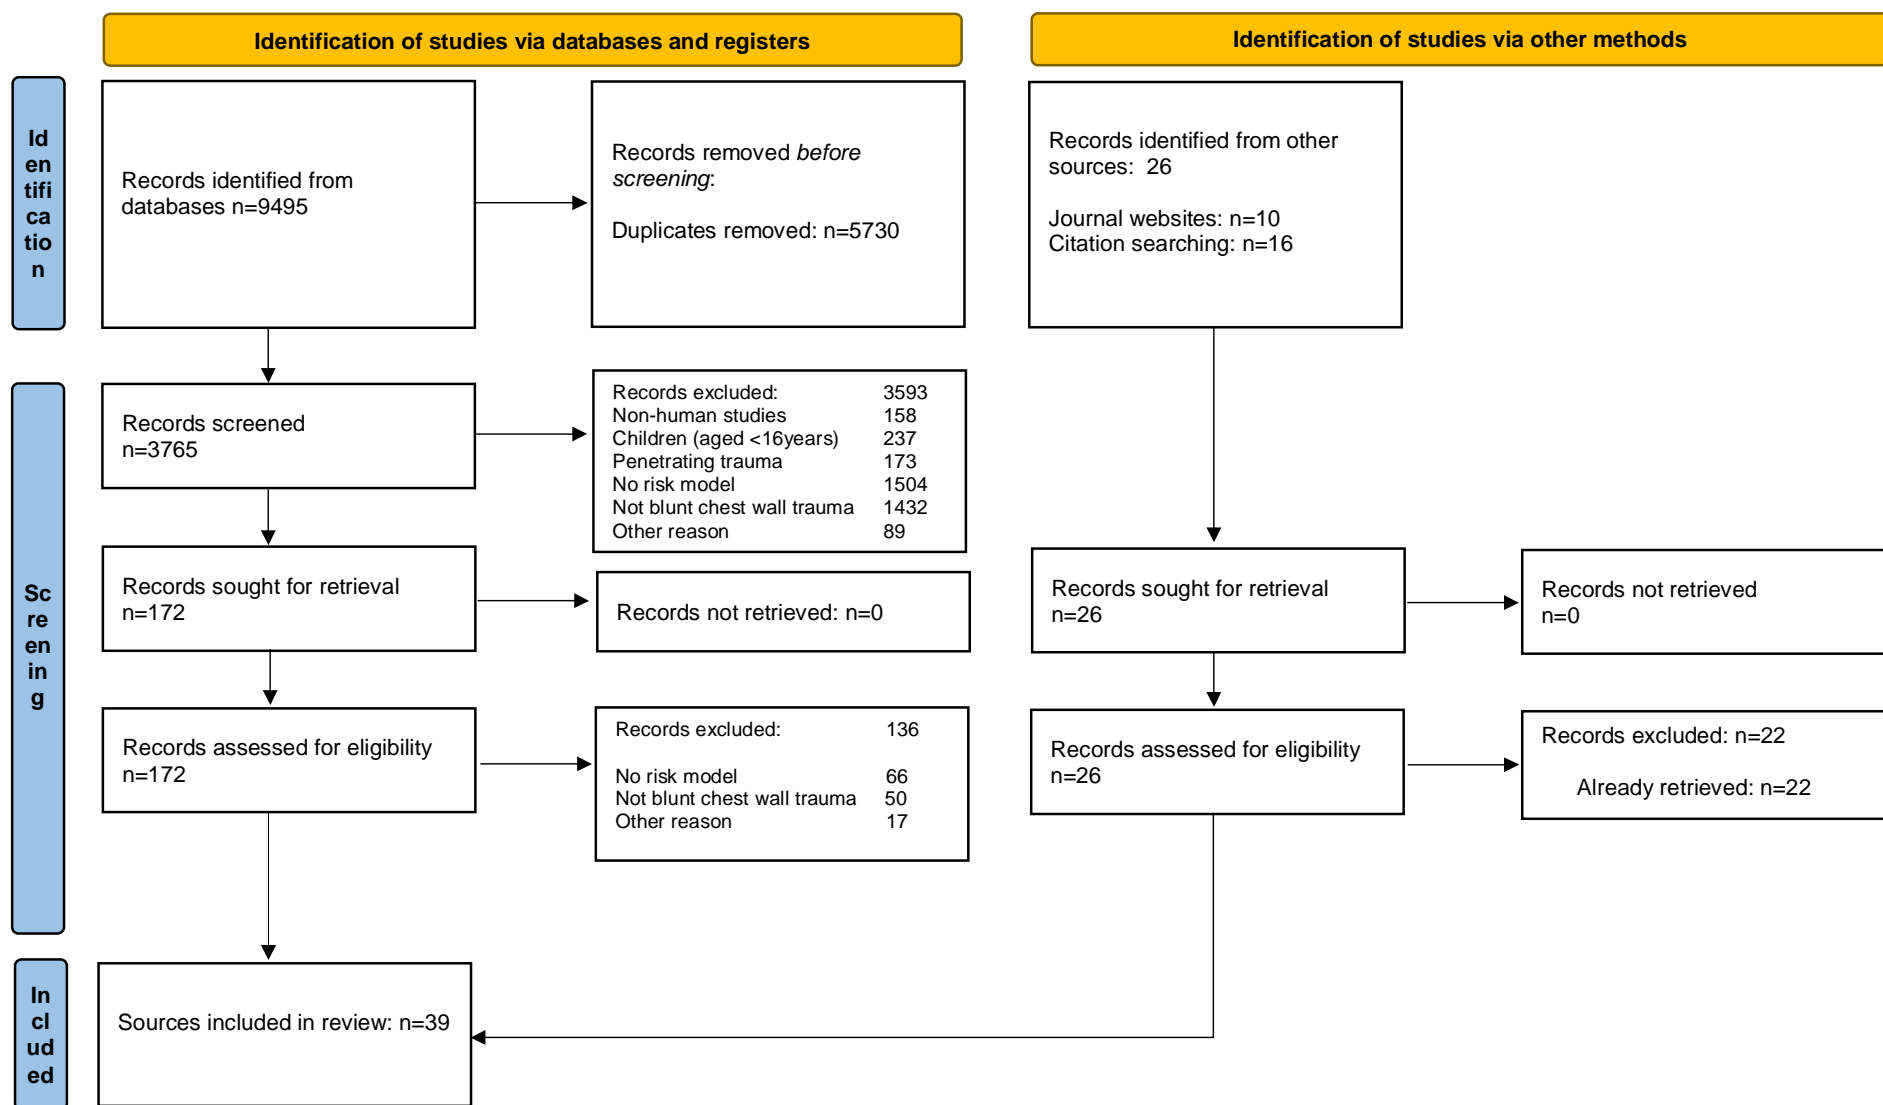 Identification of studies via databases and registers
Identification of studies via other methods
Id
en
tifi
ca
tio
n
Records identified from
databases n=9495
Records removed before
screening:
Duplicates removed: n=5730
Records identified from other
sources:  26
Journal websites: n=10
Citation searching: n=16
Sc
re
en
in
g
Records screened
n=3765
Records excluded: 3593
Non-human studies 158
Children (aged <16years) 237
Penetrating trauma 173
No risk model 1504
Not blunt chest wall trauma 1432
Other reason 89
Records sought for retrieval
n=172
Records not retrieved: n=0
Records sought for retrieval
n=26
Records not retrieved
n=0
Records assessed for eligibility
n=172
Records excluded: 136
No risk model 66
Not blunt chest wall trauma 50
Other reason 17
Records assessed for eligibility
n=26
Records excluded: n=22
Already retrieved: n=22
In
cl
ud
ed
Sources included in review: n=39